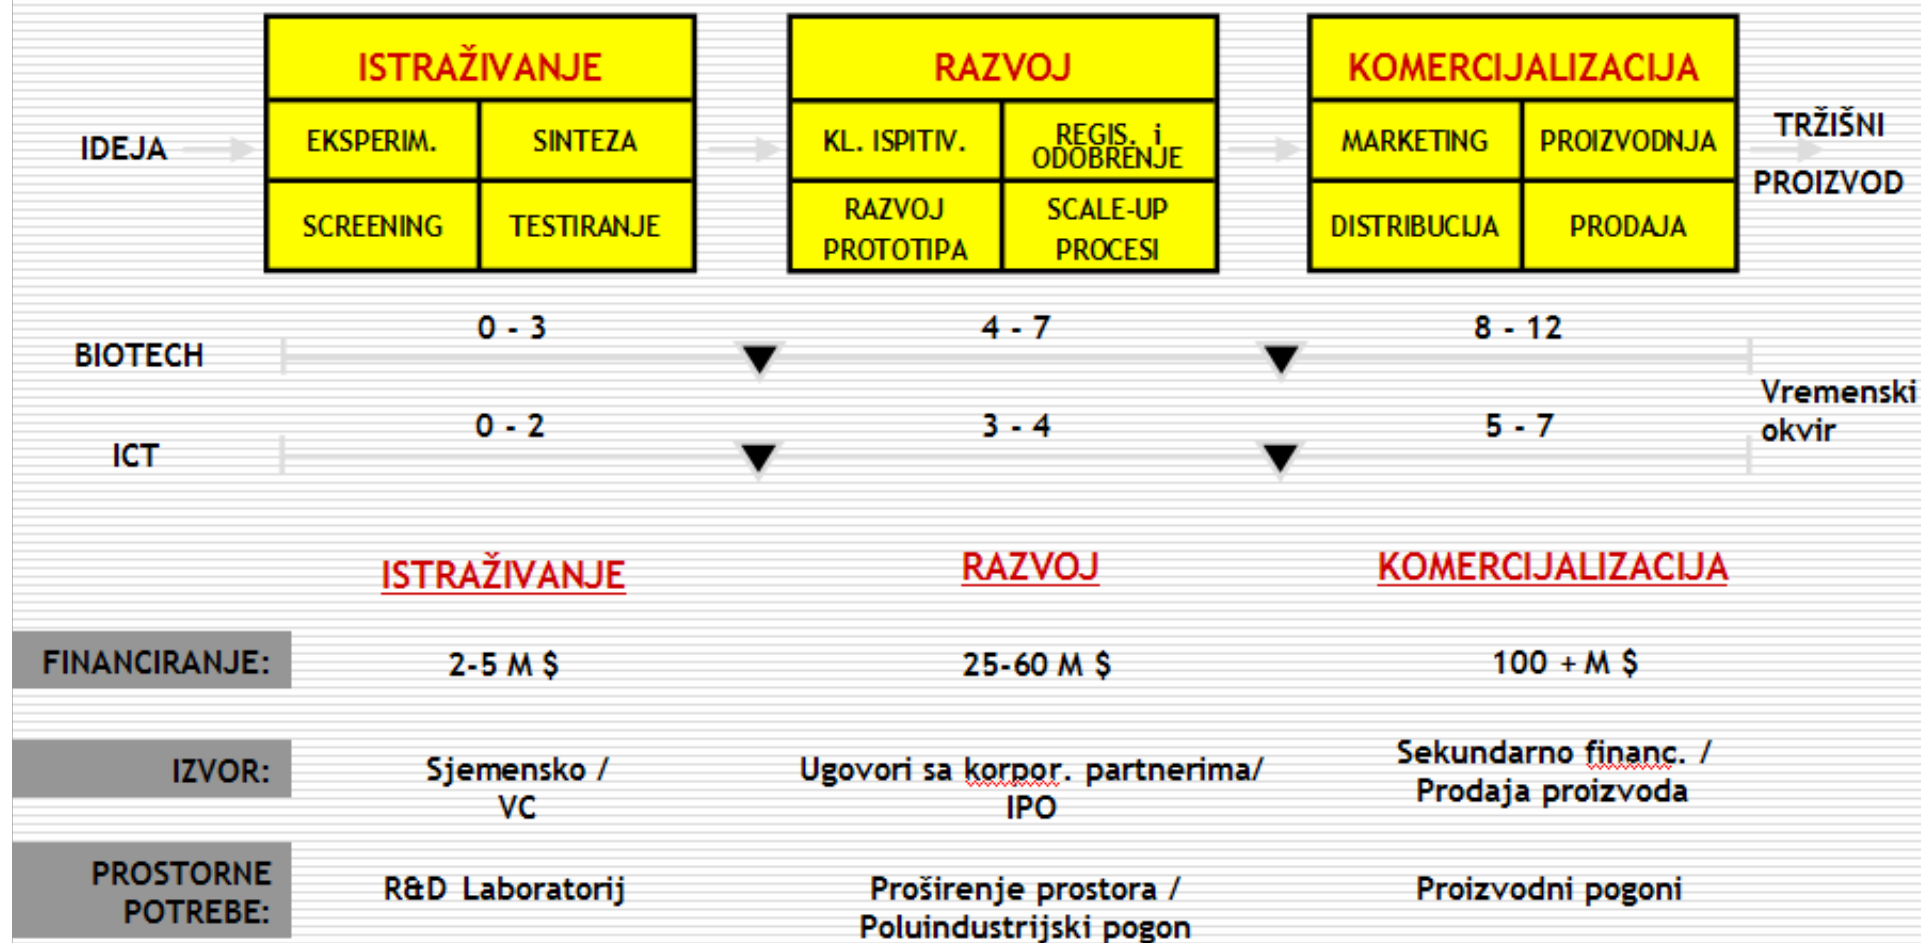 ISTRAŽIVANJE
RAZVOJ
KOMERCIJALIZACIJA
IDEJA
EKSPERIM.
SINTEZA
SCREENING
TESTIRANJE
KL. ISPITIV.
REGIS. i
ODOBRENJE
RAZVOJ
PROTOTIPA
SCALE-UP
PROCESI
MARKETING
PROIZVODNJA
DISTRIBUCIJA
PRODAJA
TRŽIŠNI
PROIZVOD
BIOTECH
0 - 3
4 - 7
8 - 12
ICT
0 - 2
3 - 4
5 - 7
Vremenski
okvir
ISTRAŽIVANJE
RAZVOJ
KOMERCIJALIZACIJA
FINANCIRANJE:
2-5 M $
25-60 M $
100 + M $
IZVOR:
Sjemensko /
VC
Ugovori sa korpor. partnerima/
IPO
Sekundarno financ. /
Prodaja proizvoda
PROSTORNE
POTREBE:
R&D Laboratorij
Proširenje prostora /
Poluindustrijski pogon
Proizvodni pogoni